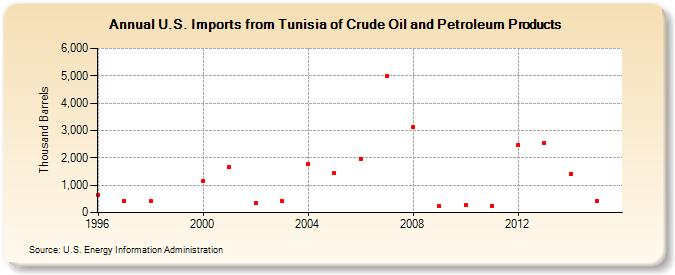 Annual U.S. Imports from Tunisia of Crude Oil and Petroleum Products
Thousand Barrels
6,000
5,000
4,000
3,000
2,000
1,000
0
1996 2000 2004 2008 2012
Source: U.S. Energy Information Administration